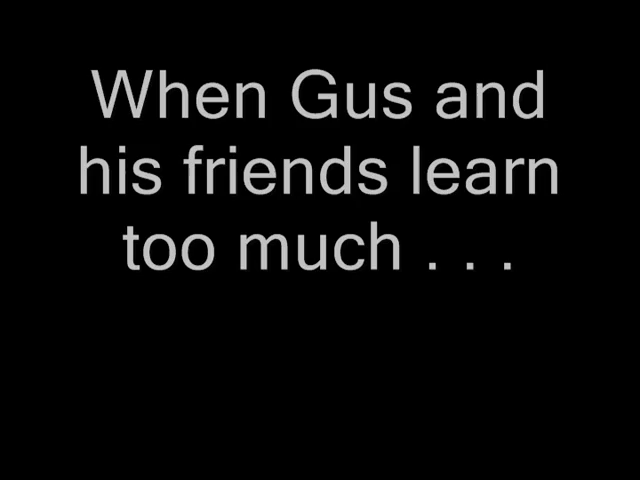 When Gus and
his friends learn
too much . . .